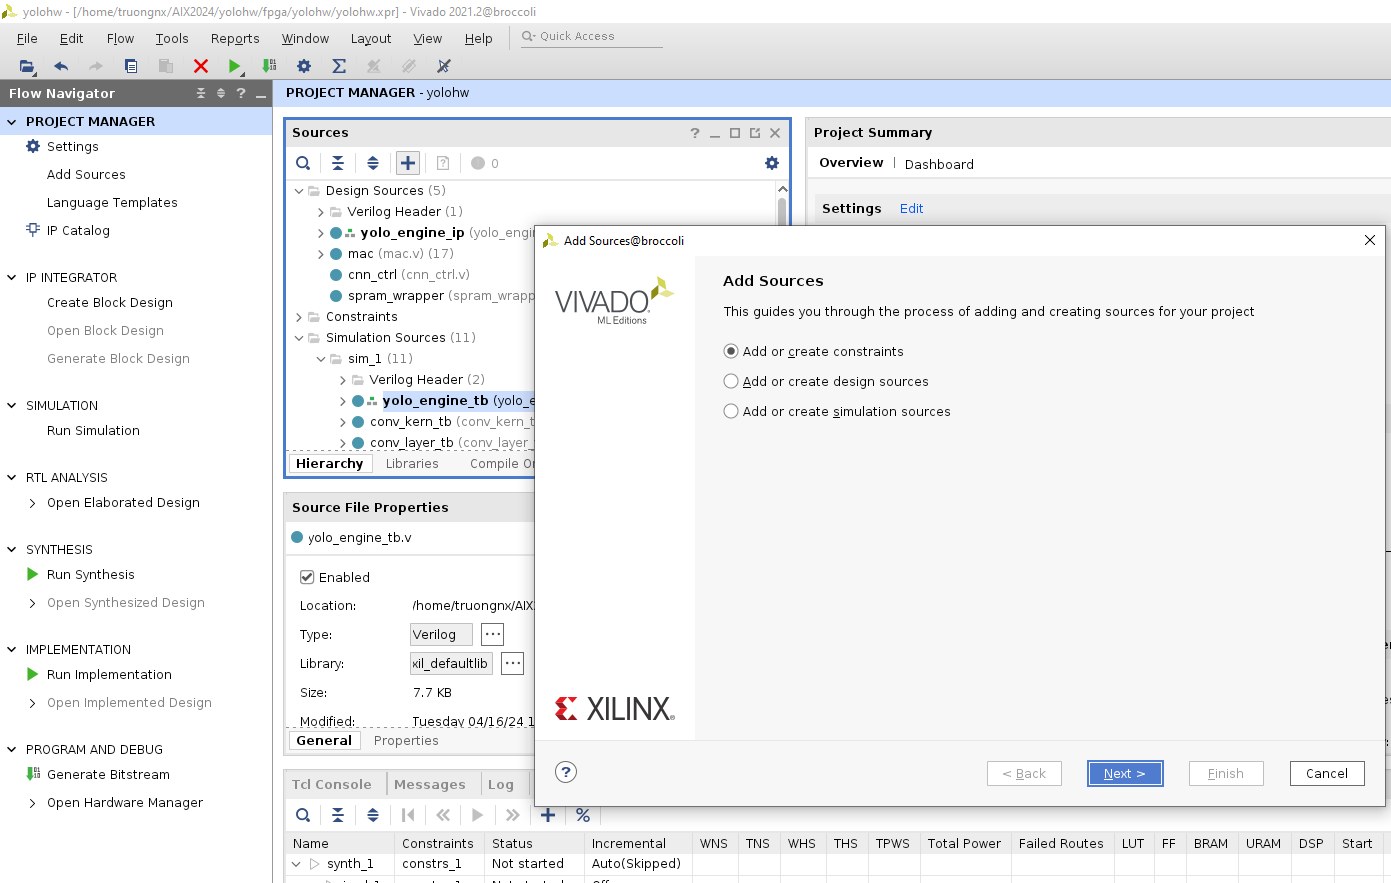 yolohw - [/home/truongnx/AIX2024/yolohw/fpga/yolohw/yolohw.xpr] - Vivado 2021.2@broccoli
File Edit Flow Tools Reports Window Layout View Help Quick Access
Flow Navigator
PROJECT MANAGER - yolohw
PROJECT MANAGER
Settings
Add Sources
Language Templates
IP Catalog
IP INTEGRATOR
Create Block Design
Open Block Design
Generate Block Design
SIMULATION
Run Simulation
RTL ANALYSIS
Open Elaborated Design
SYNTHESIS
Run Synthesis
Open Synthesized Design
IMPLEMENTATION
Run Implementation
Open Implemented Design
PROGRAM AND DEBUG
Generate Bitstream
Open Hardware Manager
Sources
0
Design Sources (5)
Verilog Header (1)
yolo_engine_ip (yolo_engi
mac (mac.v) (17)
cnn_ctrl (cnn_ctrl.v)
spram_wrapper (spram_wrapp
Constraints
Simulation Sources (11)
sim_1 (11)
Verilog Header (2)
yolo_engine_tb (yolo_e
conv_kern_tb (conv_kern_t
conv_layer_tb (conv_layer_
Hierarchy Libraries Compile Or
Source File Properties
yolo_engine_tb.v
Enabled
Location: /home/truongnx/AIX
Type: Verilog
Library: xil_defaultlib
Size: 7.7 KB
Modified: Tuesday 04/16/24 1
General Properties
Project Summary
Overview | Dashboard
Settings Edit
Add Sources@broccoli
VIVADO
ML Editions
XILINX
Add Sources
This guides you through the process of adding and creating sources for your project
Add or create constraints
Add or create design sources
Add or create simulation sources
? < Back Next > Finish Cancel
Tcl Console Messages Log
Name Constraints Status Incremental WNS TNS WHS THS TPWS Total Power Failed Routes LUT FF BRAM URAM DSP Start
synth_1 constrs_1 Not started Auto(Skipped)